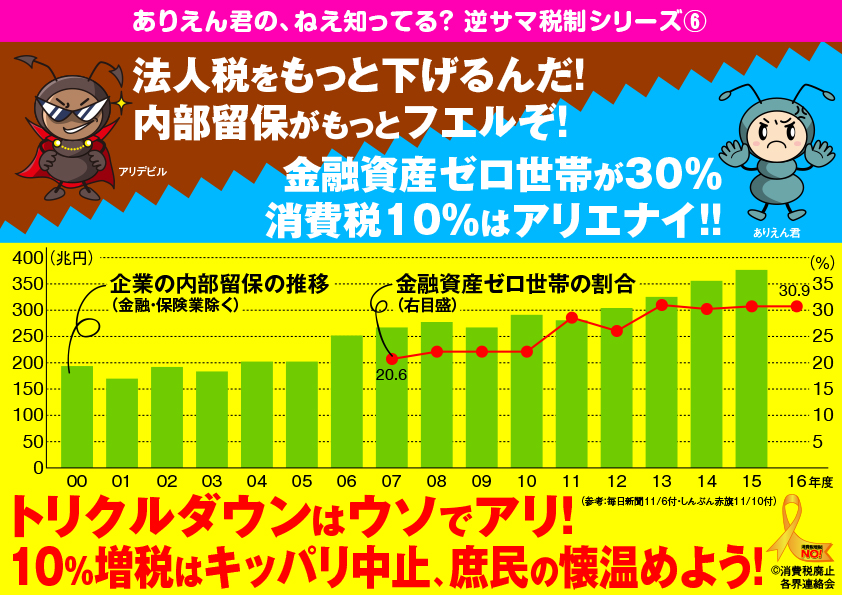 ありえん君の、ねえ知ってる? 逆サマ税制シリーズ⑥
法人税をもっと下げるんだ!
内部留保がもっとフエルぞ!
アリデビル
金融資産ゼロ世帯が30%
消費税10%はアリエナイ!!
ありえん君
400(兆円)
(%)
企業の内部留保の推移
(金融・保険業除く)
金融資産ゼロ世帯の割合
(右目盛)
350
300
250
200
150
100
50
0
35
30
25
20
15
10
5
20.6
30.9
00 01 02 03 04 05 06 07 08 09 10 11 12 13 14 15 16年度
(参考:毎日新聞11/6付・しんぶん赤旗11/10付)
トリクルダウンはウソでアリ!
10%増税はキッパリ中止、庶民の懐温めよう!
NO!
©消費税廃止
各界連絡会